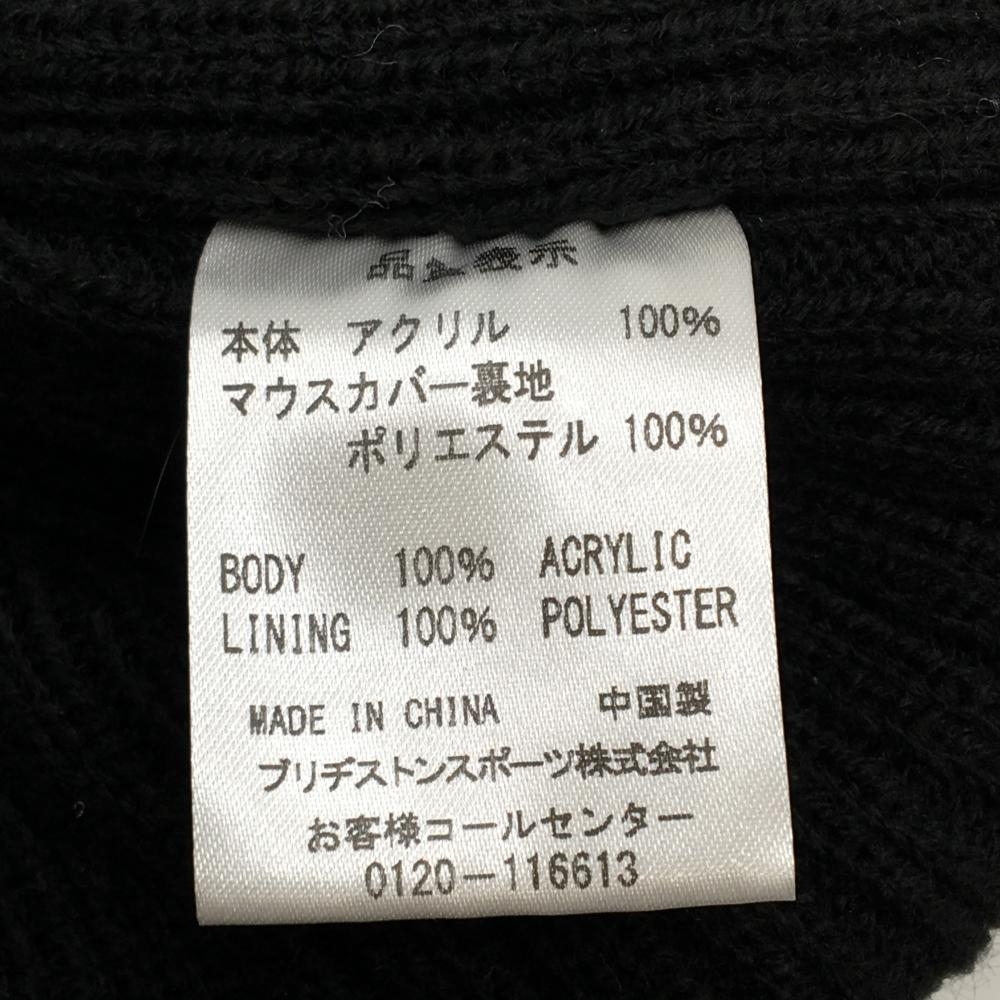 表示
本体 アクリル 100%
マウスカバー裏地
ポリエステル 100%
BODY 100% ACRYLIC
LINING 100% POLYESTER
MADE IN CHINA 中国製
ブリヂストンスポーツ株式会社
お客様コールセンター
0120-116613